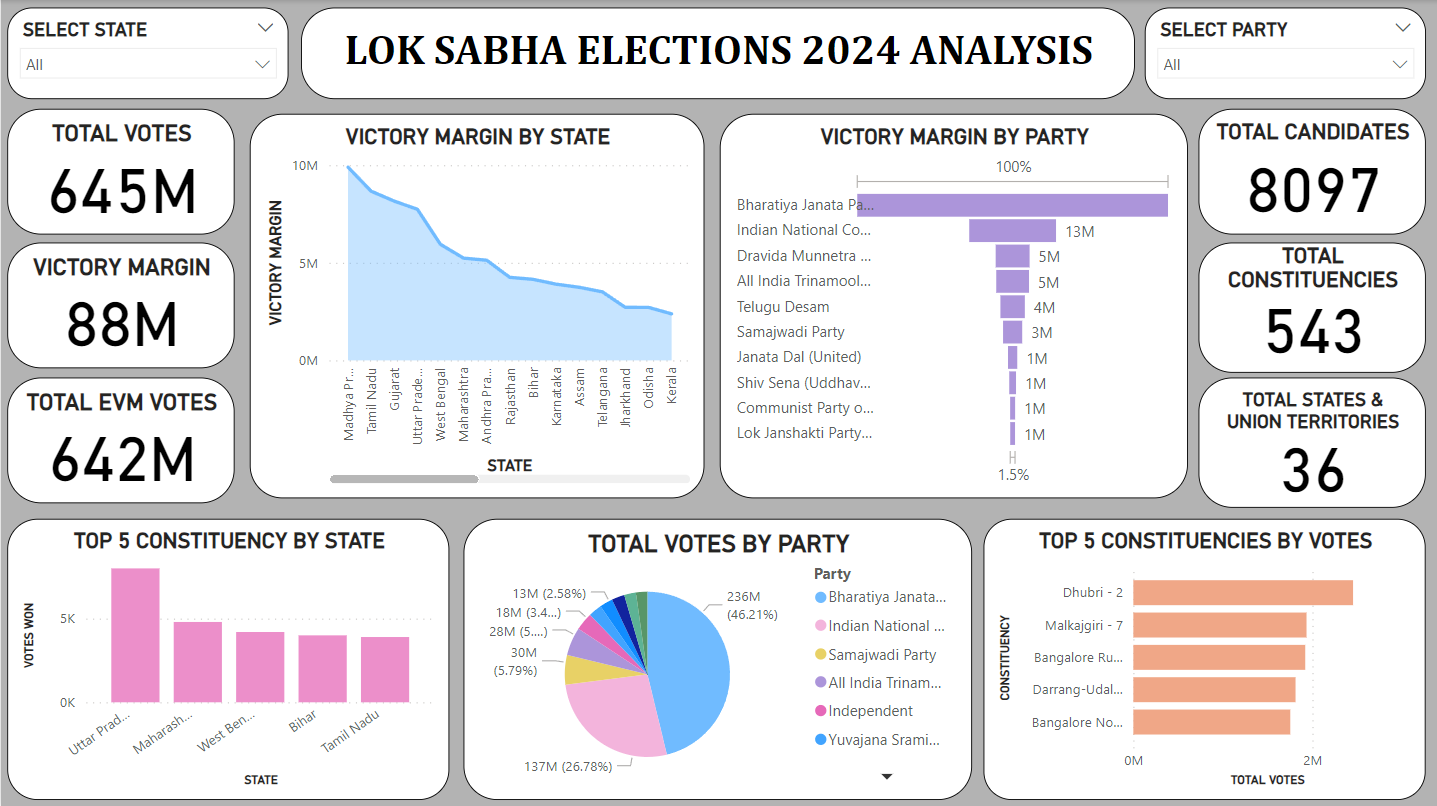 SELECT STATE
All
LOK SABHA ELECTIONS 2024 ANALYSIS
SELECT PARTY
All
TOTAL VOTES
645M
VICTORY MARGIN
88M
TOTAL EVM VOTES
642M
VICTORY MARGIN BY STATE
VICTORY MARGIN
10M
5M
0M
Madhya Pr...
Tamil Nadu
Gujarat
Uttar Prade...
West Bengal
Maharashtra
Andhra Pra...
Rajasthan
Bihar
Karnataka
Assam
Telangana
Jharkhand
Odisha
Kerala
STATE
VICTORY MARGIN BY PARTY
100%
Bharatiya Janata Pa...
Indian National Co... 13M
Dravida Munnetra ... 5M
All India Trinamool... 5M
Telugu Desam 4M
Samajwadi Party 3M
Janata Dal (United) 1M
Shiv Sena (Uddhav... 1M
Communist Party o... 1M
Lok Janshakti Party... 1M
1.5%
TOTAL CANDIDATES
8097
TOTAL
CONSTITUENCIES
543
TOTAL STATES &
UNION TERRITORIES
36
TOP 5 CONSTITUENCY BY STATE
VOTES WON
5K
0K
Uttar Prad...
Maharash...
West Ben...
Bihar
Tamil Nadu
STATE
TOTAL VOTES BY PARTY
236M
(46.21%)
137M (26.78%)
30M
(5.79%)
28M (5....)
18M (3.4...)
13M (2.58%)
Party
Bharatiya Janata...
Indian National ...
Samajwadi Party
All India Trinam...
Independent
Yuvajana Srami...
TOP 5 CONSTITUENCIES BY VOTES
CONSTITUENCY
Dhubri - 2
Malkajgiri - 7
Bangalore Ru...
Darrang-Udal...
Bangalore No...
0M
2M
TOTAL VOTES